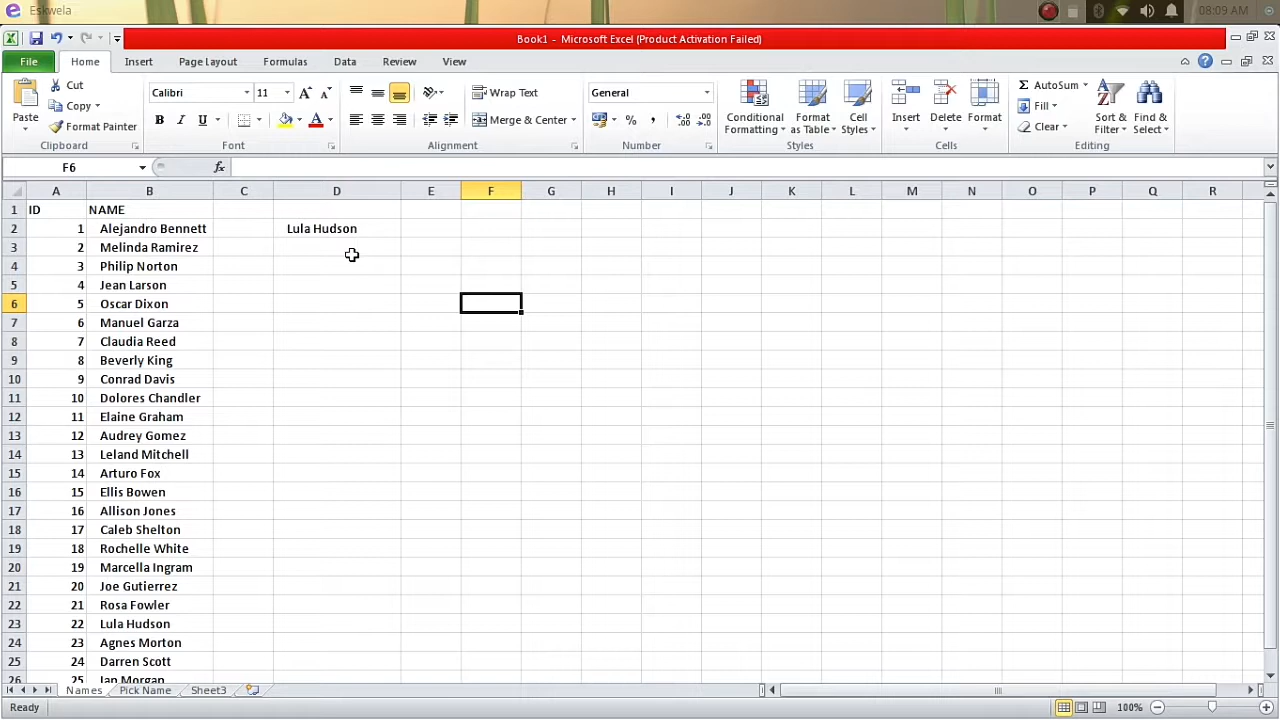 Eskwela 08:09 AM
Book1 - Microsoft Excel (Product Activation Failed)
File Home Insert Page Layout Formulas Data Review View
Cut
Copy
Format Painter
Paste
Clipboard
Calibri 11
B I U
Font
Wrap Text
Merge & Center
Alignment
General
%
Number
Conditional Formatting
Format as Table
Cell Styles
Styles
Insert Delete Format
Cells
Σ AutoSum
Fill
Clear
Sort & Filter
Find & Select
Editing
F6 fx
A B C D E F G H I J K L M N O P Q R
1 ID NAME
2 1 Alejandro Bennett Lula Hudson
3 2 Melinda Ramirez
4 3 Philip Norton
5 4 Jean Larson
6 5 Oscar Dixon
7 6 Manuel Garza
8 7 Claudia Reed
9 8 Beverly King
10 9 Conrad Davis
11 10 Dolores Chandler
12 11 Elaine Graham
13 12 Audrey Gomez
14 13 Leland Mitchell
15 14 Arturo Fox
16 15 Ellis Bowen
17 16 Allison Jones
18 17 Caleb Shelton
19 18 Rochelle White
20 19 Marcella Ingram
21 20 Joe Gutierrez
22 21 Rosa Fowler
23 22 Lula Hudson
24 23 Agnes Morton
25 24 Darren Scott
26 25 Ian Morgan
Names Pick Name Sheet3
Ready 100%